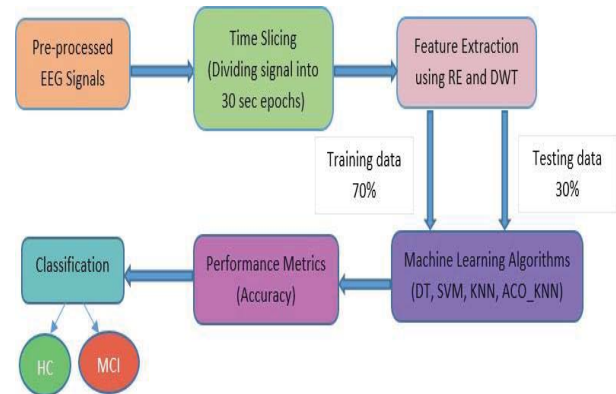 Pre-processed
EEG Signals
Time Slicing
(Dividing signal into
30 sec epochs)
Feature Extraction
using RE and DWT
Training data
70%
Testing data
30%
Machine Learning Algorithms
(DT, SVM, KNN, ACO_KNN)
Performance Metrics
(Accuracy)
Classification
HC
MCI